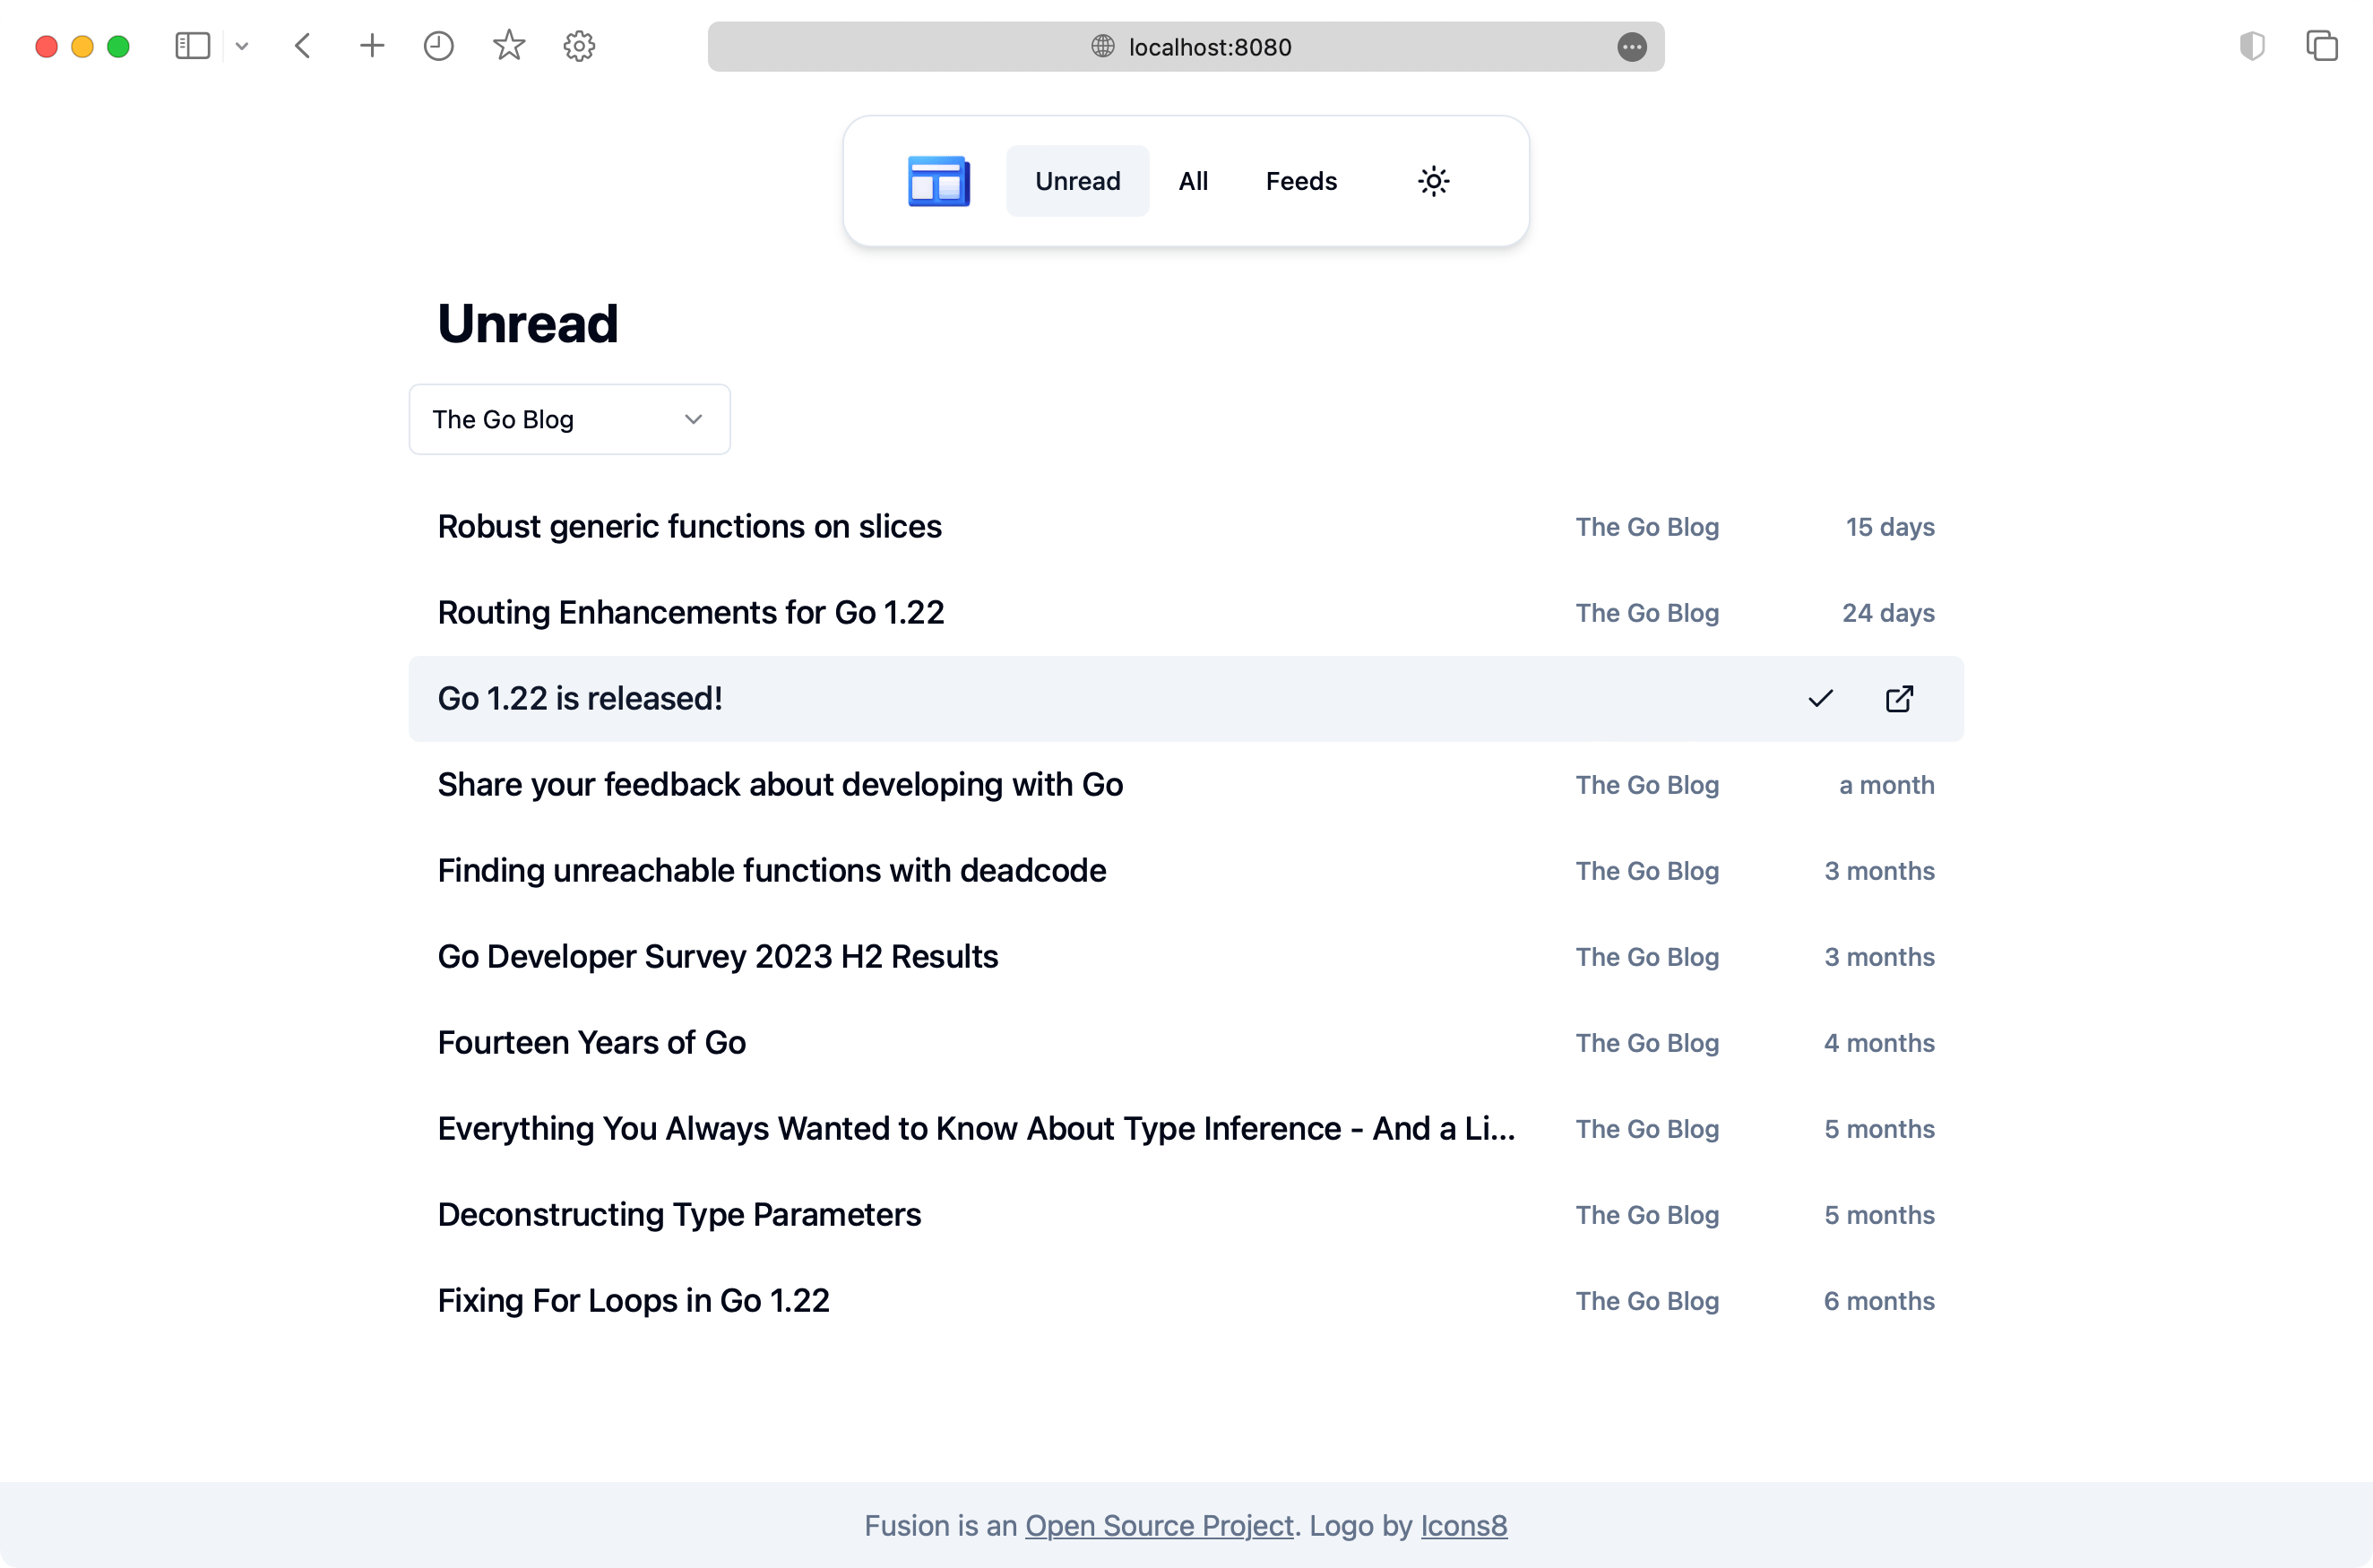 localhost:8080
Unread All Feeds
Unread
The Go Blog
Robust generic functions on slices The Go Blog 15 days
Routing Enhancements for Go 1.22 The Go Blog 24 days
Go 1.22 is released!
Share your feedback about developing with Go The Go Blog a month
Finding unreachable functions with deadcode The Go Blog 3 months
Go Developer Survey 2023 H2 Results The Go Blog 3 months
Fourteen Years of Go The Go Blog 4 months
Everything You Always Wanted to Know About Type Inference - And a Li... The Go Blog 5 months
Deconstructing Type Parameters The Go Blog 5 months
Fixing For Loops in Go 1.22 The Go Blog 6 months
Fusion is an Open Source Project. Logo by Icons8